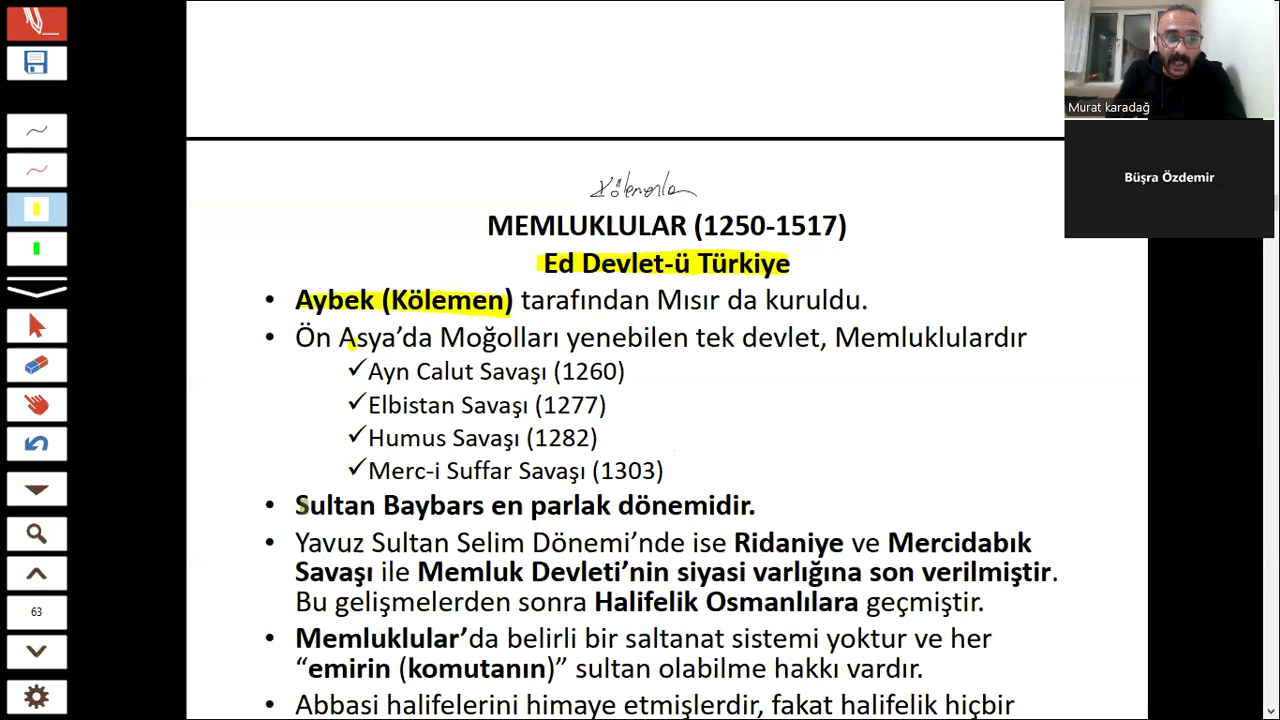 Murat karadağ
Büşra Özdemir
Kölemenler
MEMLUKLULAR (1250-1517)
Ed Devlet-ü Türkiye
• Aybek (Kölemen) tarafından Mısır da kuruldu.
• Ön Asya’da Moğolları yenebilen tek devlet, Memluklulardır
✓Ayn Calut Savaşı (1260)
✓Elbistan Savaşı (1277)
✓Humus Savaşı (1282)
✓Merc-i Suffar Savaşı (1303)
• Sultan Baybars en parlak dönemidir.
• Yavuz Sultan Selim Dönemi’nde ise Ridaniye ve Mercidabık
Savaşı ile Memluk Devleti’nin siyasi varlığına son verilmiştir.
Bu gelişmelerden sonra Halifelik Osmanlılara geçmiştir.
• Memluklular’da belirli bir saltanat sistemi yoktur ve her
“emirin (komutanın)” sultan olabilme hakkı vardır.
• Abbasi halifelerini himaye etmişlerdir, fakat halifelik hiçbir
63